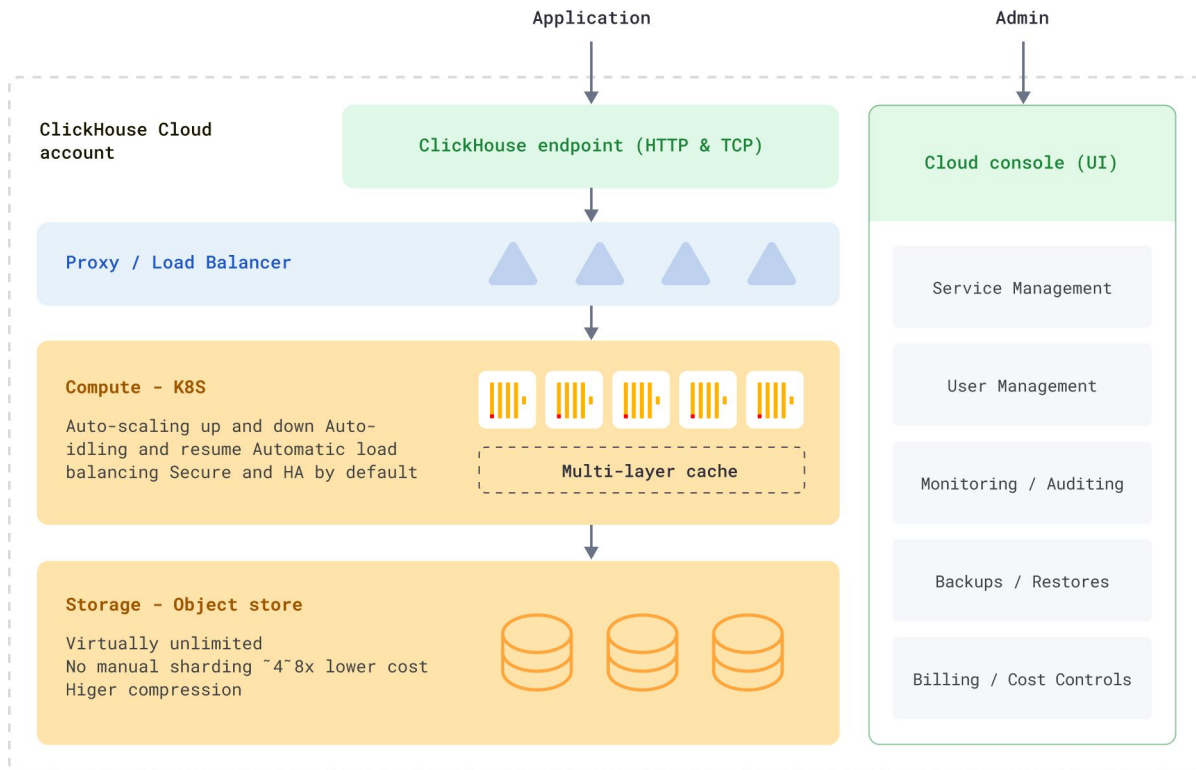 Application
Admin
ClickHouse Cloud
account
ClickHouse endpoint (HTTP & TCP)
Cloud console (UI)
Proxy / Load Balancer
Service Management
Compute - K8S
Auto-scaling up and down Auto-
idling and resume Automatic load
balancing Secure and HA by default
Multi-layer cache
User Management
Monitoring / Auditing
Storage - Object store
Virtually unlimited
No manual sharding ~4~8x lower cost
Higer compression
Backups / Restores
Billing / Cost Controls